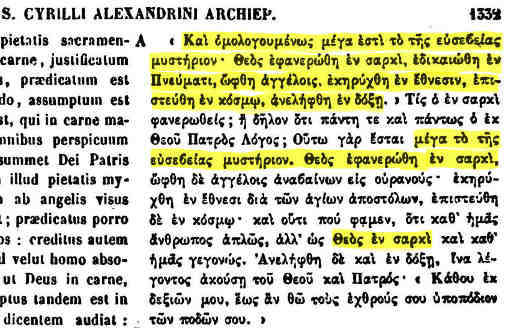 S. CYRILLI ALEXANDRINI ARCHIEP. 1332
pietatis sacramen-
carne, justificatum
s, prædicatum est
do, assumptum est
st, qui in carne ma-
mnibus perspicuum
summet Dei Patris
n illud pietatis my-
n ab angelis visus
t; prædicatus porro
os : creditus autem
d velut homo abso-
ut Deus in carne,
ptus tandem est in
dicentem audiat :
A « Καὶ ὁμολογουμένως μέγα ἐστὶ τὸ τῆς εὐσεβείας
μυστήριον · Θεὸς ἐφανερώθη ἐν σαρκὶ, ἐδικαιώθη ἐν
Πνεύματι, ὤφθη ἀγγέλοις, ἐκηρύχθη ἐν ἔθνεσιν, ἐπι-
στεύθη ἐν κόσμῳ, ἀνελήφθη ἐν δόξῃ. » Τίς ὁ ἐν σαρκὶ
φανερωθείς ; ἢ δῆλον ὅτι πάντη τε καὶ πάντως ὁ ἐκ
Θεοῦ Πατρὸς Λόγος ; Οὕτω γὰρ ἔσται μέγα τὸ τῆς
εὐσεβείας μυστήριον. Θεὸς ἐφανερώθη ἐν σαρκὶ,
ὤφθη δὲ ἀγγέλοις ἀναβαίνων εἰς οὐρανούς · ἐκηρύ-
χθη ἐν ἔθνεσι διὰ τῶν ἁγίων ἀποστόλων, ἐπιστεύθη
δὲ ἐν κόσμῳ · καὶ οὔτι που φαμεν, ὅτι καθ' ἡμᾶς
ἄνθρωπος ἁπλῶς, ἀλλ' ὡς Θεὸς ἐν σαρκὶ καὶ καθ'
ἡμᾶς γεγονώς. Ἀνελήφθη δὲ καὶ ἐν δόξῃ, ἵνα λέ-
γοντος ἀκούσῃ τοῦ Θεοῦ καὶ Πατρός · « Κάθου ἐκ
δεξιῶν μου, ἕως ἂν θῶ τοὺς ἐχθρούς σου ὑποπόδιον
τῶν ποδῶν σου. »